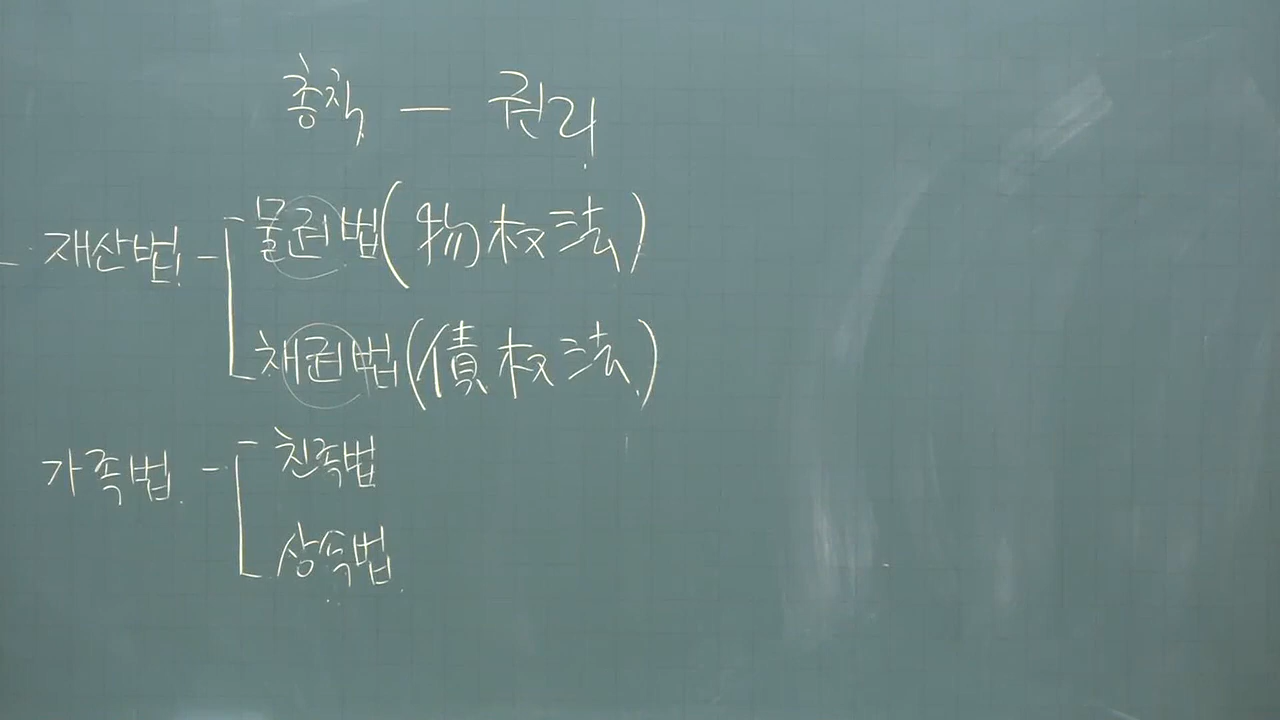 총칙 — 권리
재산법 - 물권법(物权法)
채권법(債权法)
가족법 - 친족법
상속법